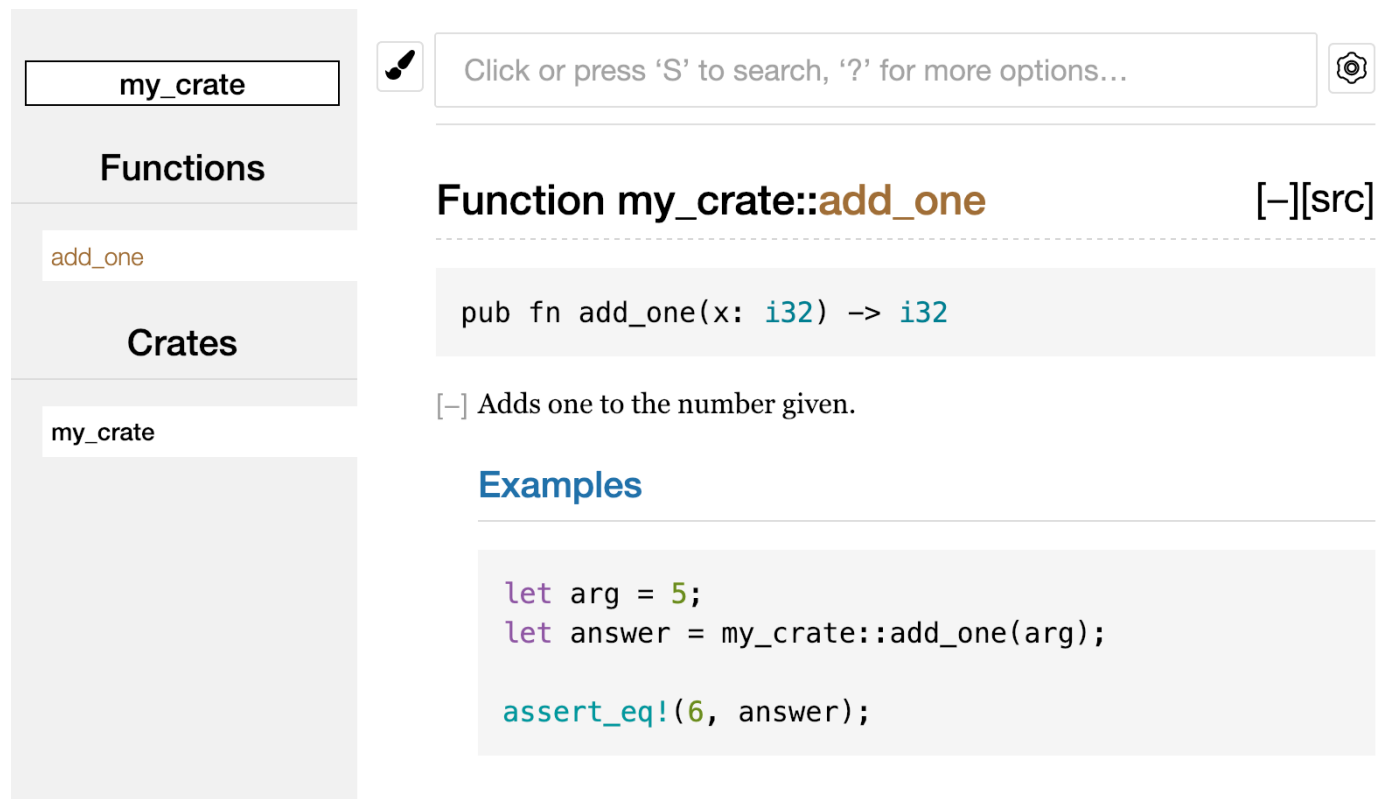 my_crate
Functions
add_one
Crates
my_crate
Click or press ‘S’ to search, ‘?’ for more options…
Function my_crate::add_one [−][src]
pub fn add_one(x: i32) -> i32
[−] Adds one to the number given.
Examples
let arg = 5;
let answer = my_crate::add_one(arg);
assert_eq!(6, answer);